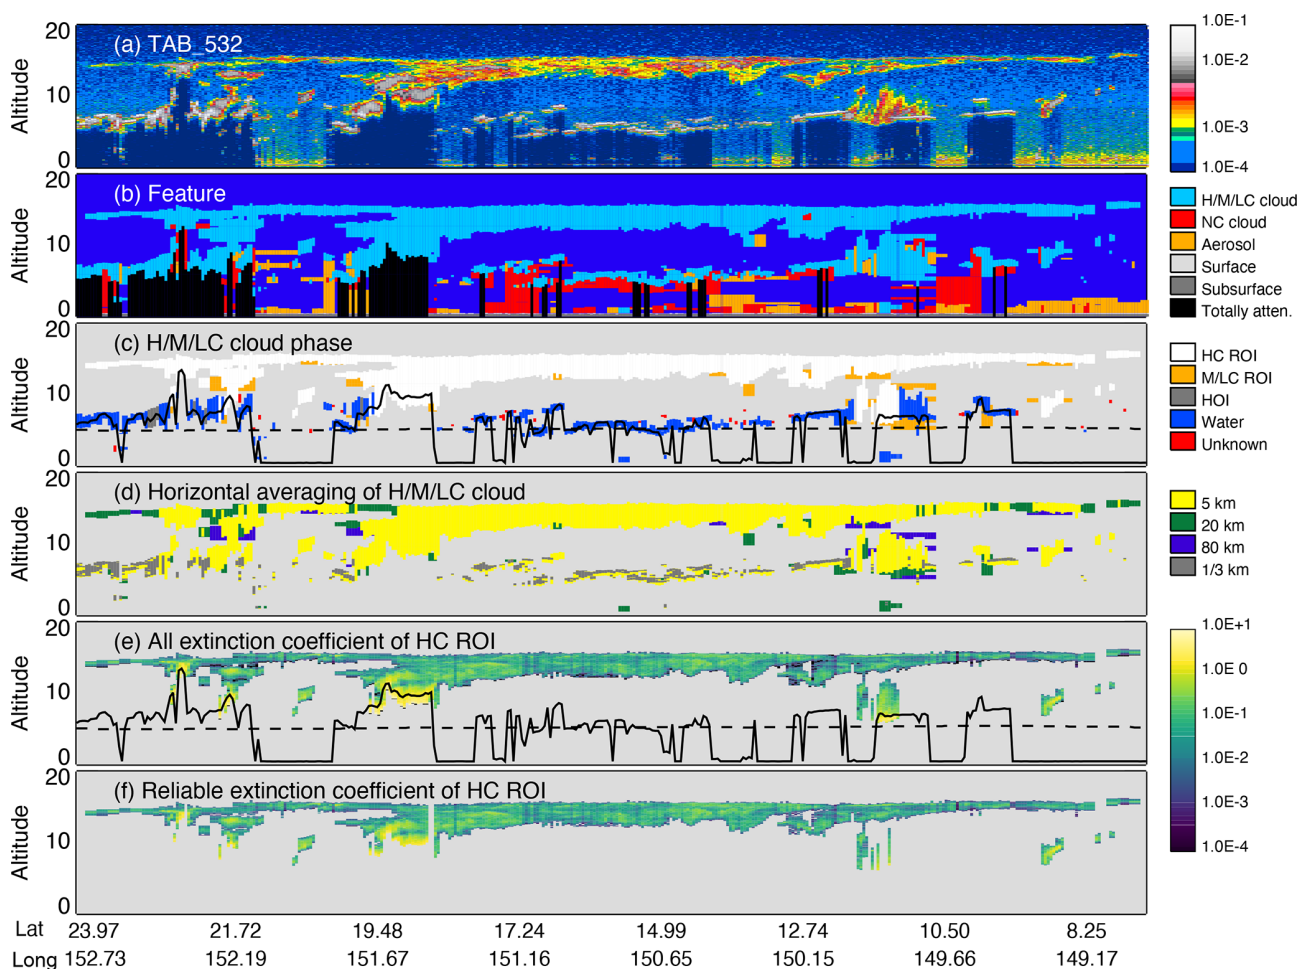 (a) TAB_532
Altitude
20
10
0
1.0E-1
1.0E-2
1.0E-3
1.0E-4
(b) Feature
Altitude
20
10
0
H/M/LC cloud
NC cloud
Aerosol
Surface
Subsurface
Totally atten.
(c) H/M/LC cloud phase
Altitude
20
10
0
HC ROI
M/LC ROI
HOI
Water
Unknown
(d) Horizontal averaging of H/M/LC cloud
Altitude
20
10
0
5 km
20 km
80 km
1/3 km
(e) All extinction coefficient of HC ROI
Altitude
20
10
0
1.0E+1
1.0E 0
1.0E-1
1.0E-2
1.0E-3
1.0E-4
(f) Reliable extinction coefficient of HC ROI
Altitude
20
10
0
Lat 23.97 21.72 19.48 17.24 14.99 12.74 10.50 8.25
Long 152.73 152.19 151.67 151.16 150.65 150.15 149.66 149.17